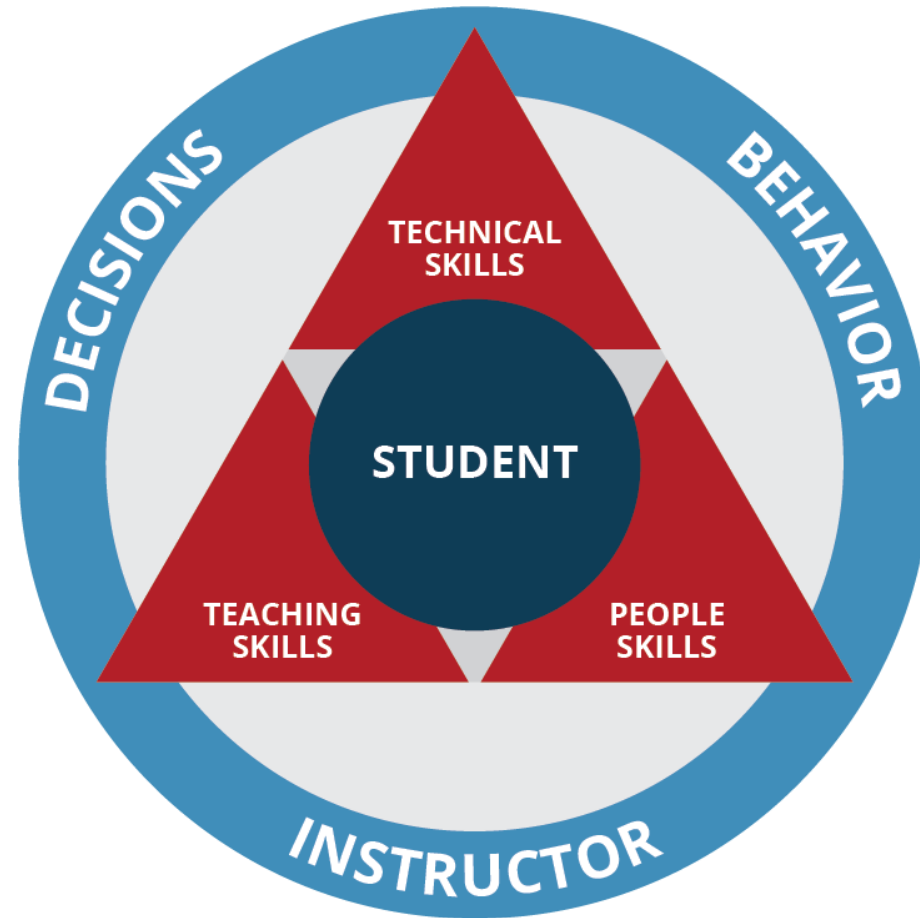 DECISIONS
BEHAVIOR
TECHNICAL
SKILLS
STUDENT
TEACHING
SKILLS
PEOPLE
SKILLS
INSTRUCTOR